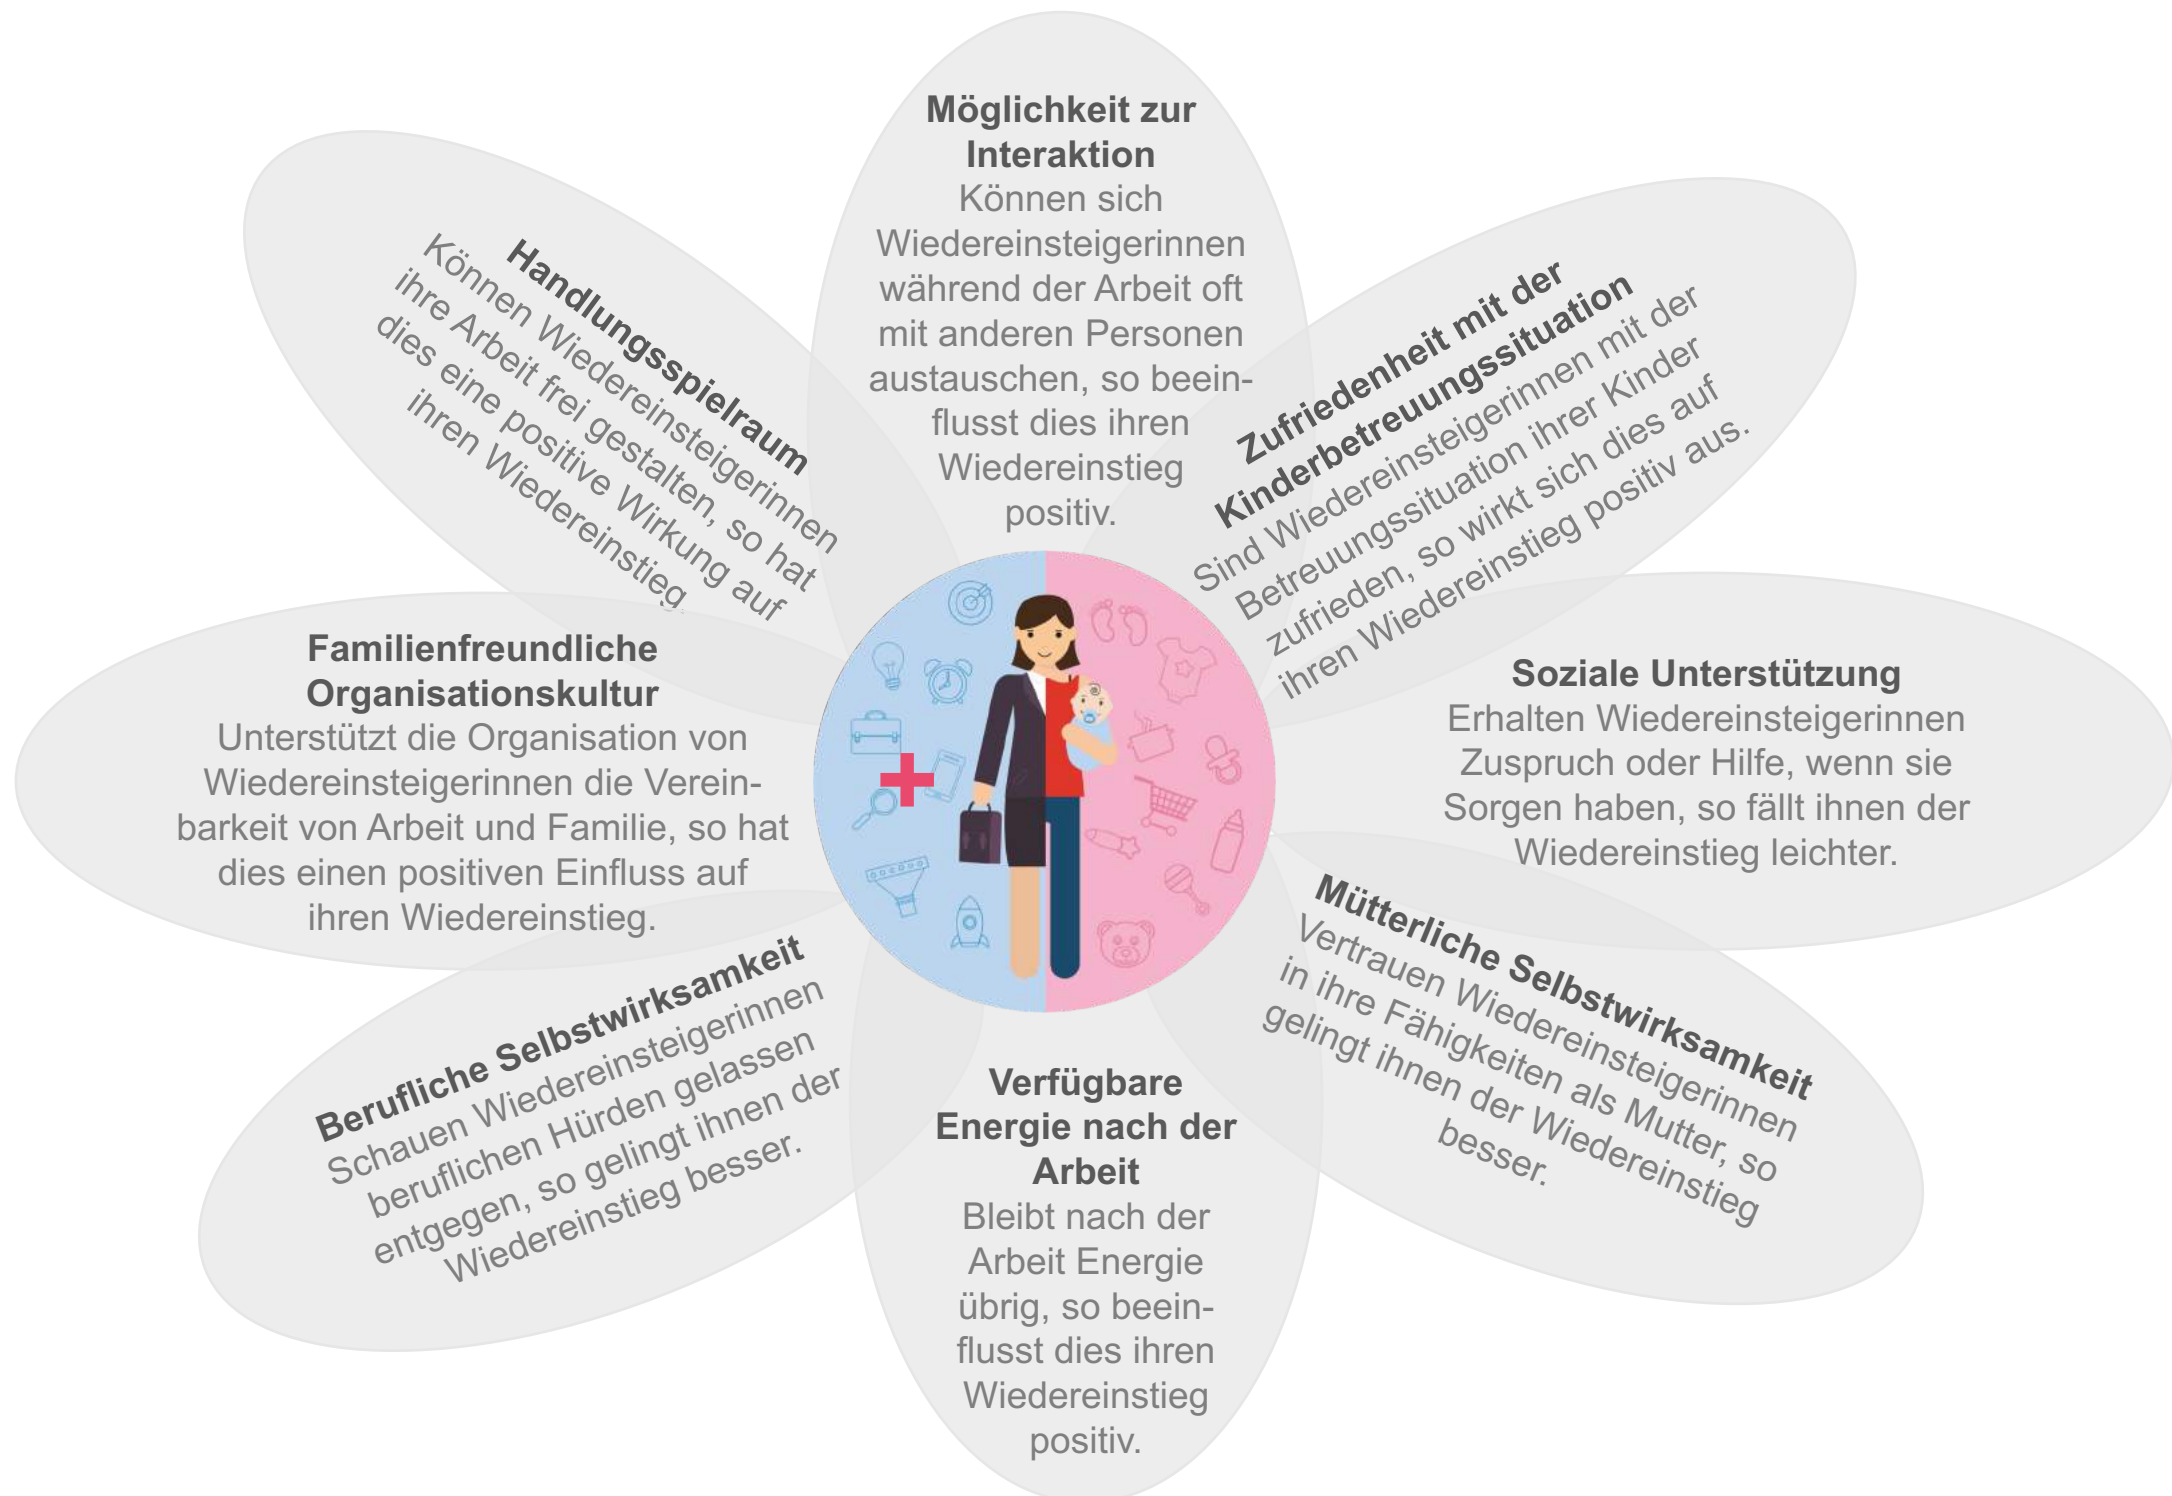 Möglichkeit zur
Interaktion
Können sich
Wiedereinsteigerinnen
während der Arbeit oft
mit anderen Personen
austauschen, so beein-
flusst dies ihren
Wiedereinstieg
positiv.
Zufriedenheit mit der
Kinderbetreuungssituation
Sind Wiedereinsteigerinnen mit der
Betreuungssituation ihrer Kinder
zufrieden, so wirkt sich dies auf
ihren Wiedereinstieg positiv aus.
Soziale Unterstützung
Erhalten Wiedereinsteigerinnen
Zuspruch oder Hilfe, wenn sie
Sorgen haben, so fällt ihnen der
Wiedereinstieg leichter.
Mütterliche Selbstwirksamkeit
Vertrauen Wiedereinsteigerinnen
in ihre Fähigkeiten als Mutter, so
gelingt ihnen der Wiedereinstieg
besser.
Verfügbare
Energie nach der
Arbeit
Bleibt nach der
Arbeit Energie
übrig, so beein-
flusst dies ihren
Wiedereinstieg
positiv.
Berufliche Selbstwirksamkeit
Schauen Wiedereinsteigerinnen
beruflichen Hürden gelassen
entgegen, so gelingt ihnen der
Wiedereinstieg besser.
Familienfreundliche
Organisationskultur
Unterstützt die Organisation von
Wiedereinsteigerinnen die Verein-
barkeit von Arbeit und Familie, so hat
dies einen positiven Einfluss auf
ihren Wiedereinstieg.
Handlungsspielraum
Können Wiedereinsteigerinnen
ihre Arbeit frei gestalten, so hat
dies eine positive Wirkung auf
ihren Wiedereinstieg